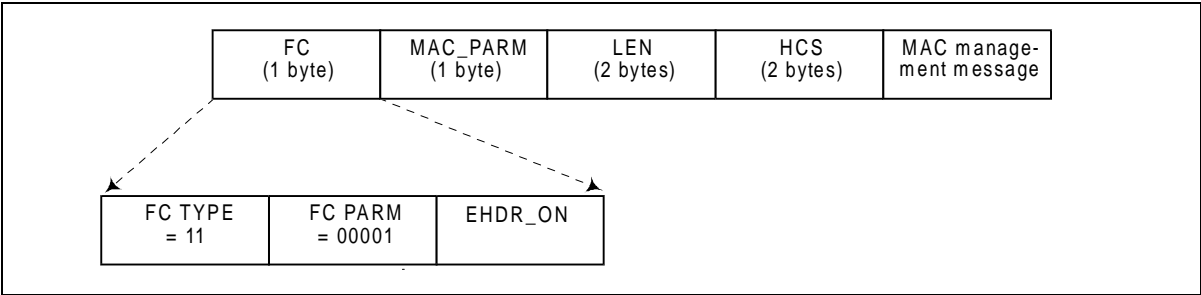 FC
(1 byte)
MAC_PARM
(1 byte)
LEN
(2 bytes)
HCS
(2 bytes)
MAC manage-
ment message
FC TYPE
= 11
FC PARM
= 00001
EHDR_ON